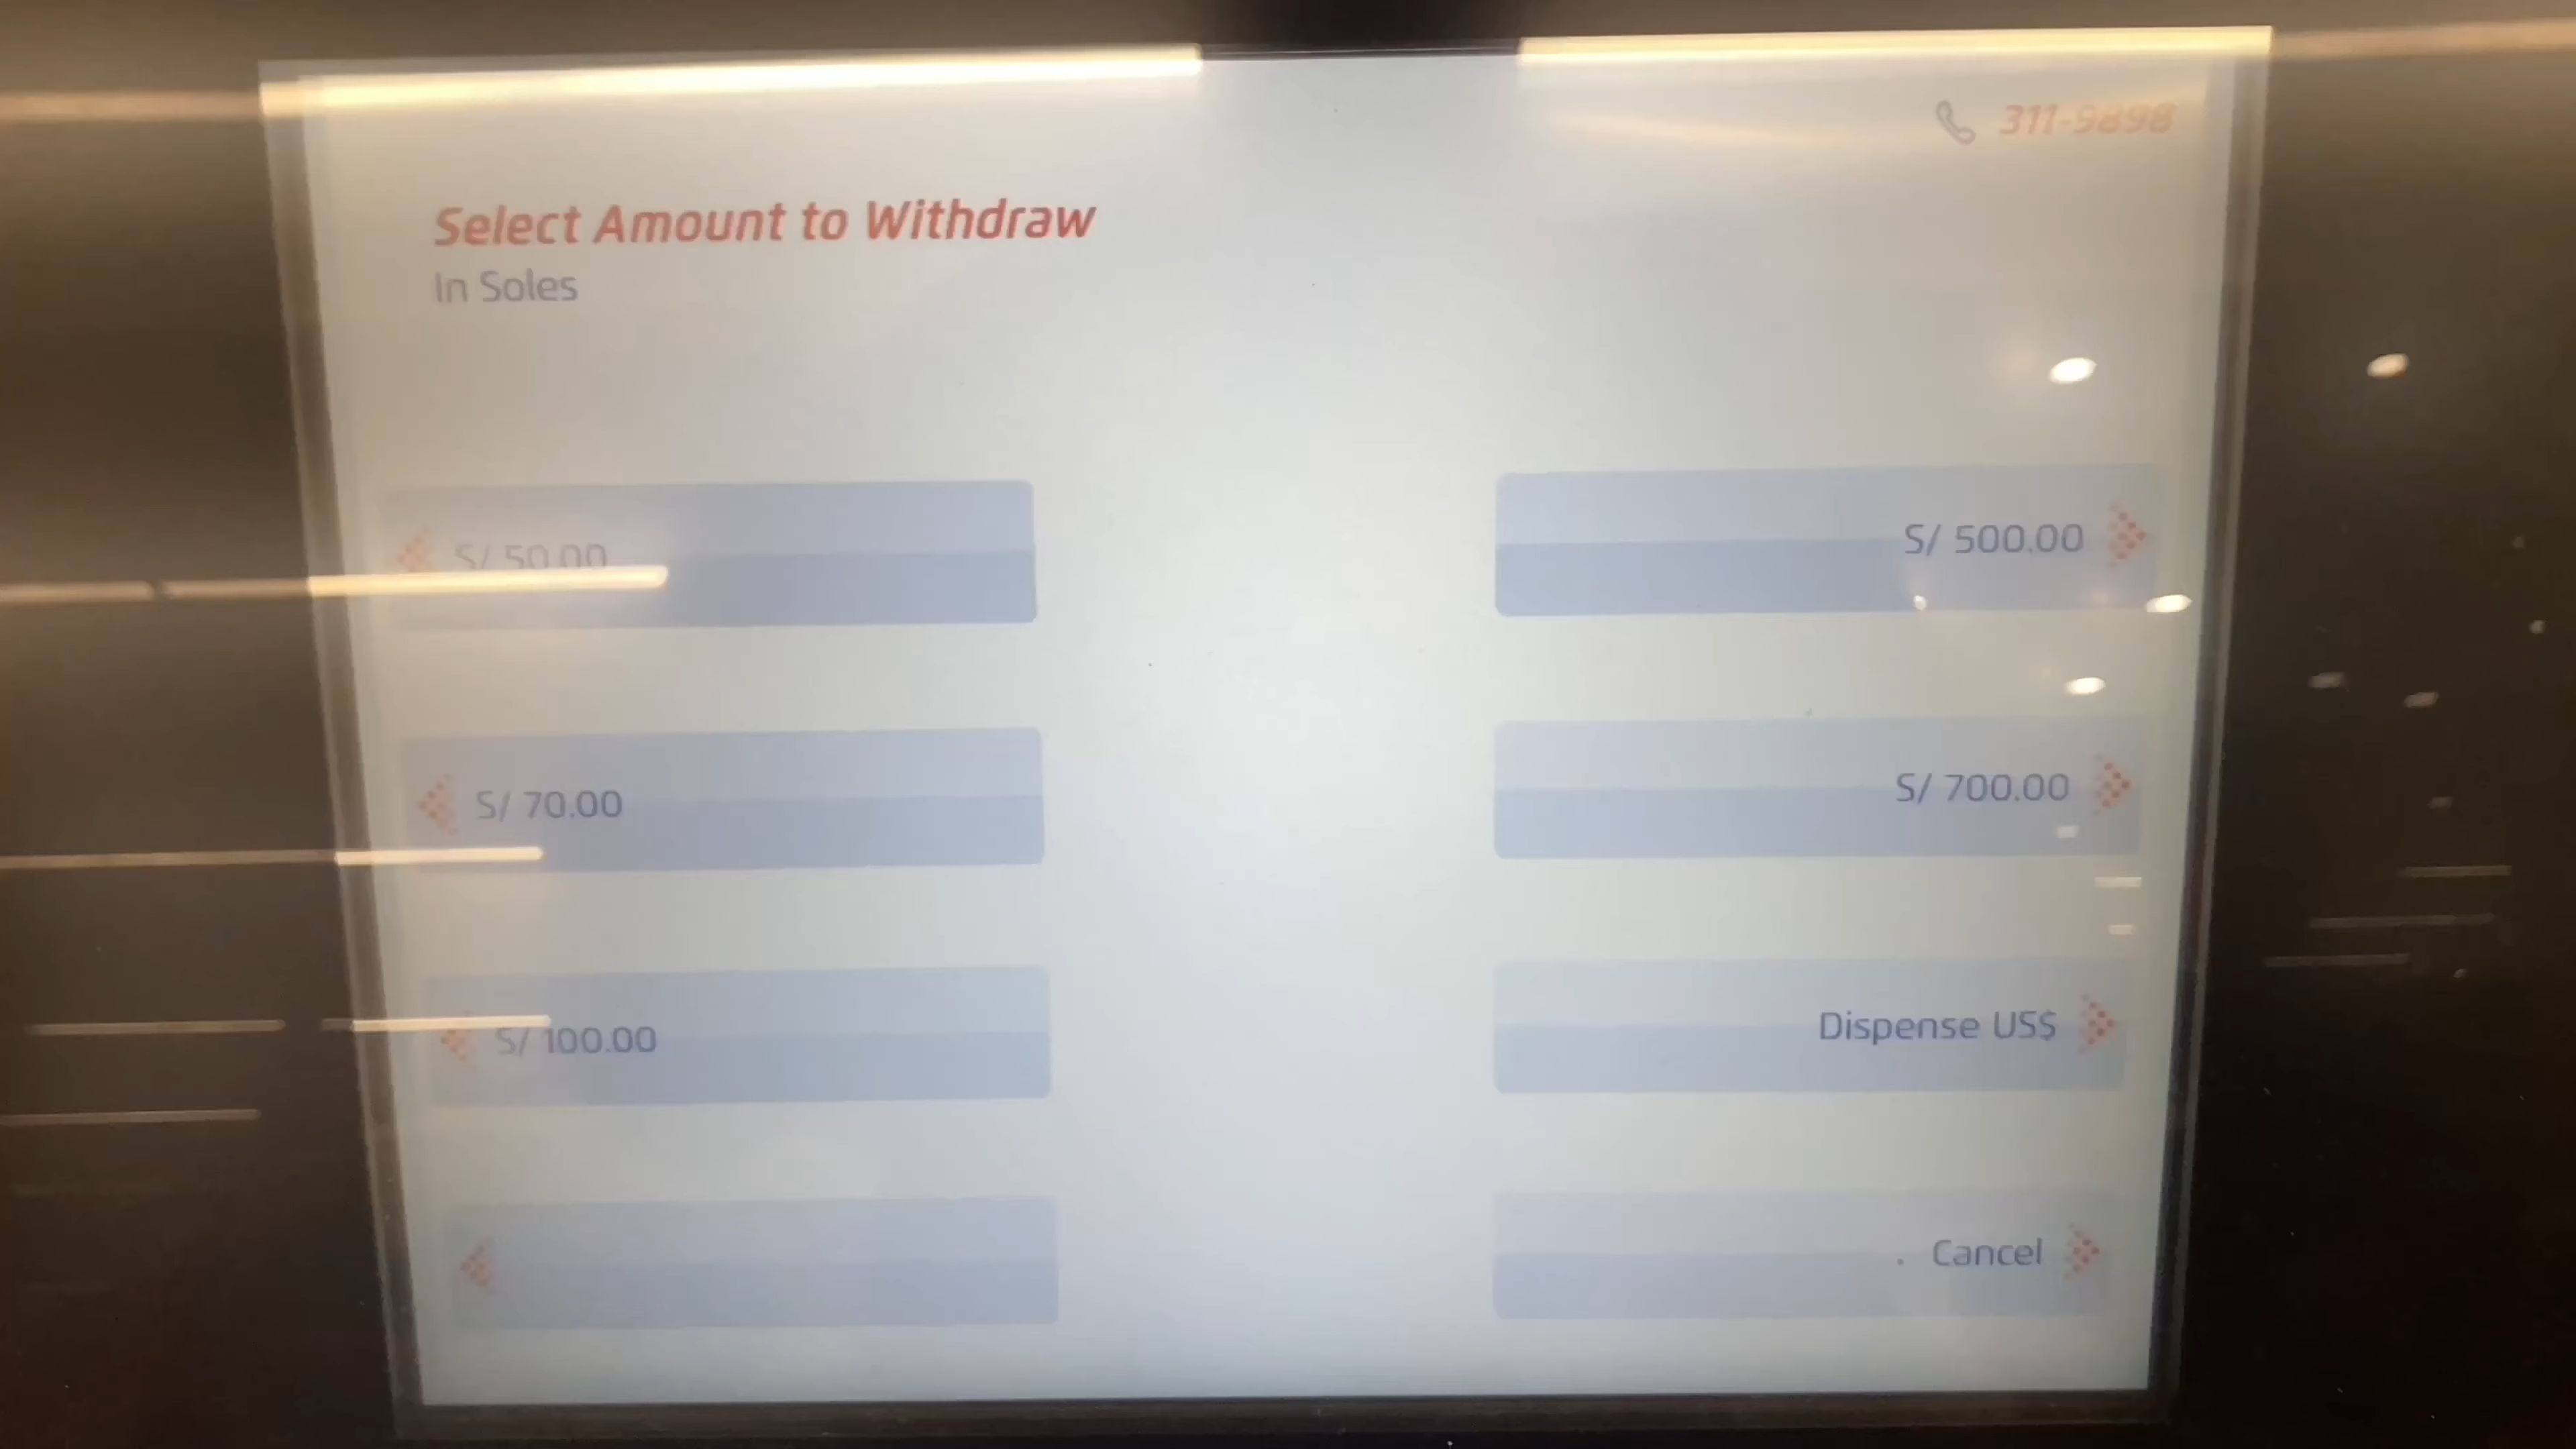 311-9898
Select Amount to Withdraw
In Soles
S/ 50.00
S/ 500.00
S/ 70.00
S/ 700.00
S/ 100.00
Dispense US$
Cancel